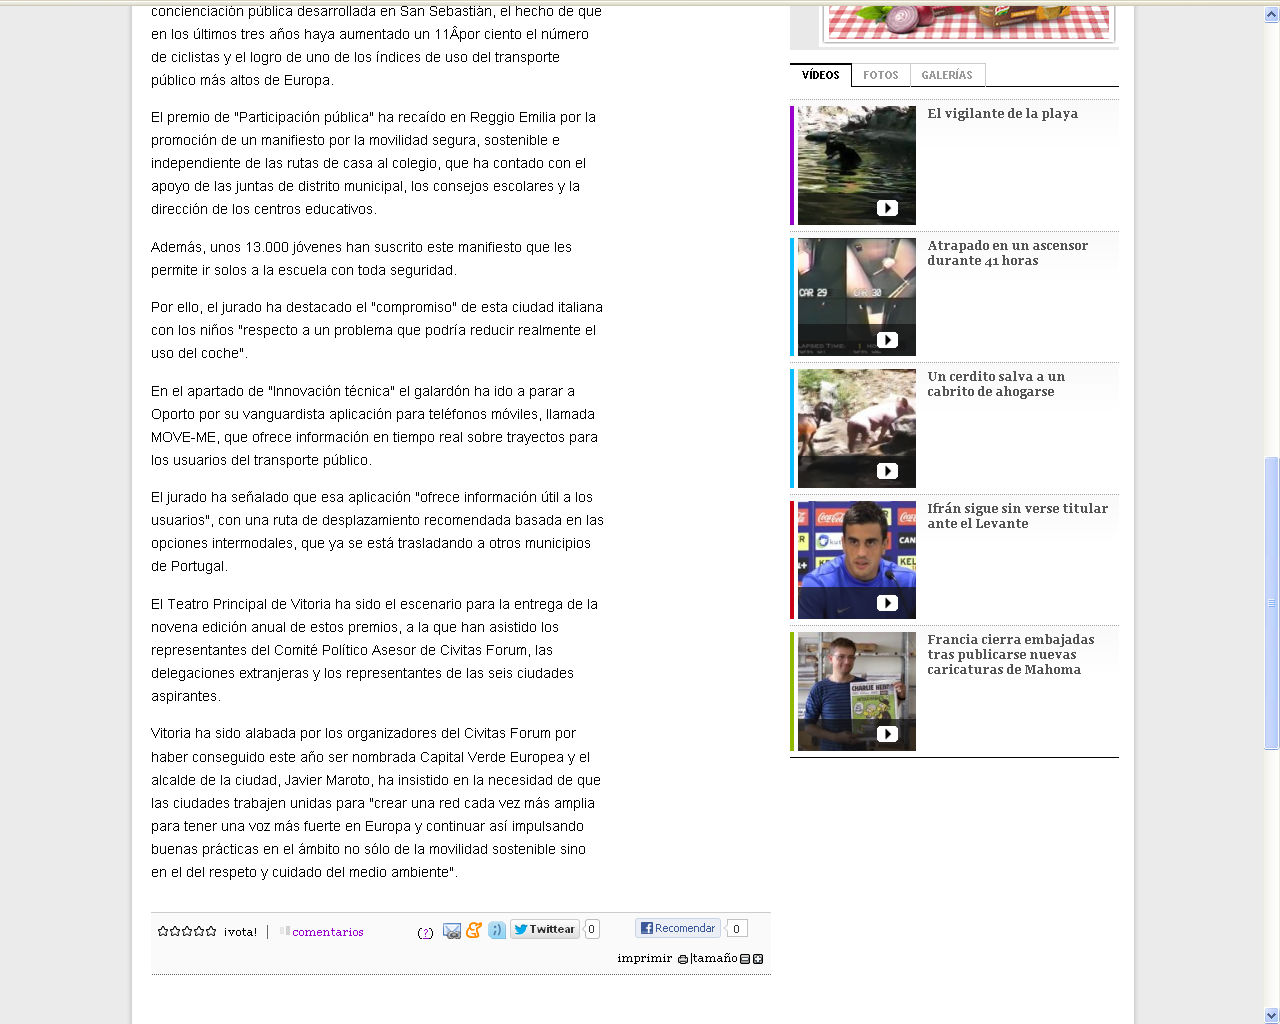 concienciación pública desarrollada en San Sebastián, el hecho de que
en los últimos tres años haya aumentado un 11Âpor ciento el número
de ciclistas y el logro de uno de los índices de uso del transporte
público más altos de Europa.
El premio de "Participación pública" ha recaído en Reggio Emilia por la
promoción de un manifiesto por la movilidad segura, sostenible e
independiente de las rutas de casa al colegio, que ha contado con el
apoyo de las juntas de distrito municipal, los consejos escolares y la
dirección de los centros educativos.
Además, unos 13.000 jóvenes han suscrito este manifiesto que les
permite ir solos a la escuela con toda seguridad.
Por ello, el jurado ha destacado el "compromiso" de esta ciudad italiana
con los niños "respecto a un problema que podría reducir realmente el
uso del coche".
En el apartado de "Innovación técnica" el galardón ha ido a parar a
Oporto por su vanguardista aplicación para teléfonos móviles, llamada
MOVE-ME, que ofrece información en tiempo real sobre trayectos para
los usuarios del transporte público.
El jurado ha señalado que esa aplicación "ofrece información útil a los
usuarios", con una ruta de desplazamiento recomendada basada en las
opciones intermodales, que ya se está trasladando a otros municipios
de Portugal.
El Teatro Principal de Vitoria ha sido el escenario para la entrega de la
novena edición anual de estos premios, a la que han asistido los
representantes del Comité Político Asesor de Civitas Forum, las
delegaciones extranjeras y los representantes de las seis ciudades
aspirantes.
Vitoria ha sido alabada por los organizadores del Civitas Forum por
haber conseguido este año ser nombrada Capital Verde Europea y el
alcalde de la ciudad, Javier Maroto, ha insistido en la necesidad de que
las ciudades trabajen unidas para "crear una red cada vez más amplia
para tener una voz más fuerte en Europa y continuar así impulsando
buenas prácticas en el ámbito no sólo de la movilidad sostenible sino
en el del respeto y cuidado del medio ambiente".
¡vota! | comentarios (?) Twittear 0 Recomendar 0
imprimir |tamaño
VÍDEOS FOTOS GALERÍAS
El vigilante de la playa
CAR 29 CAR 30
Atrapado en un ascensor
durante 41 horas
Un cerdito salva a un
cabrito de ahogarse
Ifrán sigue sin verse titular
ante el Levante
CHARLIE HEB
Francia cierra embajadas
tras publicarse nuevas
caricaturas de Mahoma